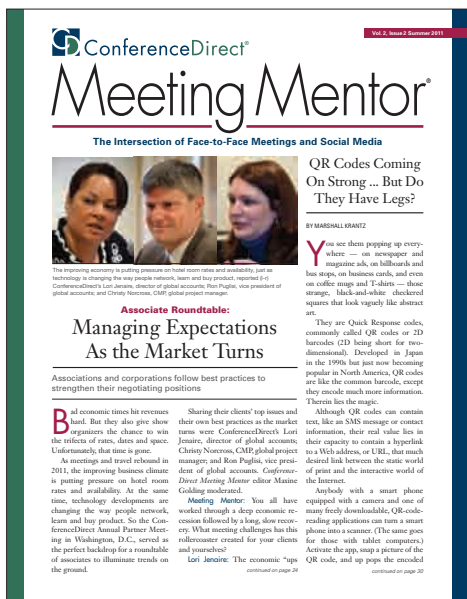 Vol. 2, Issue 2 Summer 2011
ConferenceDirect®
Meeting Mentor®
The Intersection of Face-to-Face Meetings and Social Media
The improving economy is putting pressure on hotel room rates and availability, just as
technology is changing the way people network, learn and buy product, reported (l-r)
ConferenceDirect's Lori Jenaire, director of global accounts; Ron Puglisi, vice president of
global accounts; and Christy Norcross, CMP, global project manager.
Associate Roundtable:
Managing Expectations
As the Market Turns
Associations and corporations follow best practices to
strengthen their negotiating positions
Bad economic times hit revenues
hard. But they also give show
organizers the chance to win
the trifecta of rates, dates and space.
Unfortunately, that time is gone.
As meetings and travel rebound in
2011, the improving business climate
is putting pressure on hotel room
rates and availability. At the same
time, technology developments are
changing the way people network,
learn and buy product. So the Con-
ferenceDirect Annual Partner Meet-
ing in Washington, D.C., served as
the perfect backdrop for a roundtable
of associates to illuminate trends on
the ground.
Sharing their clients' top issues and
their own best practices as the market
turns were ConferenceDirect's Lori
Jenaire, director of global accounts;
Christy Norcross, CMP, global project
manager; and Ron Puglisi, vice presi-
dent of global accounts. Conference-
Direct Meeting Mentor editor Maxine
Golding moderated.
Meeting Mentor: You all have
worked through a deep economic re-
cession followed by a long, slow recov-
ery. What meeting challenges has this
rollercoaster created for your clients
and yourselves?
Lori Jenaire: The economic "ups
continued on page 24
QR Codes Coming
On Strong ... But Do
They Have Legs?
BY MARSHALL KRANTZ
You see them popping up every-
where — on newspaper and
magazine ads, on billboards and
bus stops, on business cards, and even
on coffee mugs and T-shirts — those
strange, black-and-white checkered
squares that look vaguely like abstract
art.
They are Quick Response codes,
commonly called QR codes or 2D
barcodes (2D being short for two-
dimensional). Developed in Japan
in the 1990s but just now becoming
popular in North America, QR codes
are like the common barcode, except
they encode much more information.
Therein lies the magic.
Although QR codes can contain
text, like an SMS message or contact
information, their real value lies in
their capacity to contain a hyperlink
to a Web address, or URL, that much
desired link between the static world
of print and the interactive world of
the Internet.
Anybody with a smart phone
equipped with a camera and one of
many freely downloadable, QR-code-
reading applications can turn a smart
phone into a scanner. (The same goes
for those with tablet computers.)
Activate the app, snap a picture of the
QR code, and up pops the encoded
continued on page 30